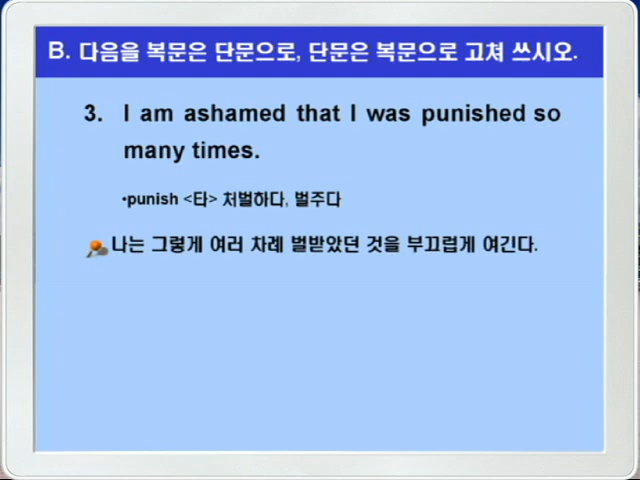 B. 다음을 복문은 단문으로, 단문은 복문으로 고쳐 쓰시오.
3. I am ashamed that I was punished so
many times.
•punish <타> 처벌하다, 벌주다
나는 그렇게 여러 차례 벌받았던 것을 부끄럽게 여긴다.